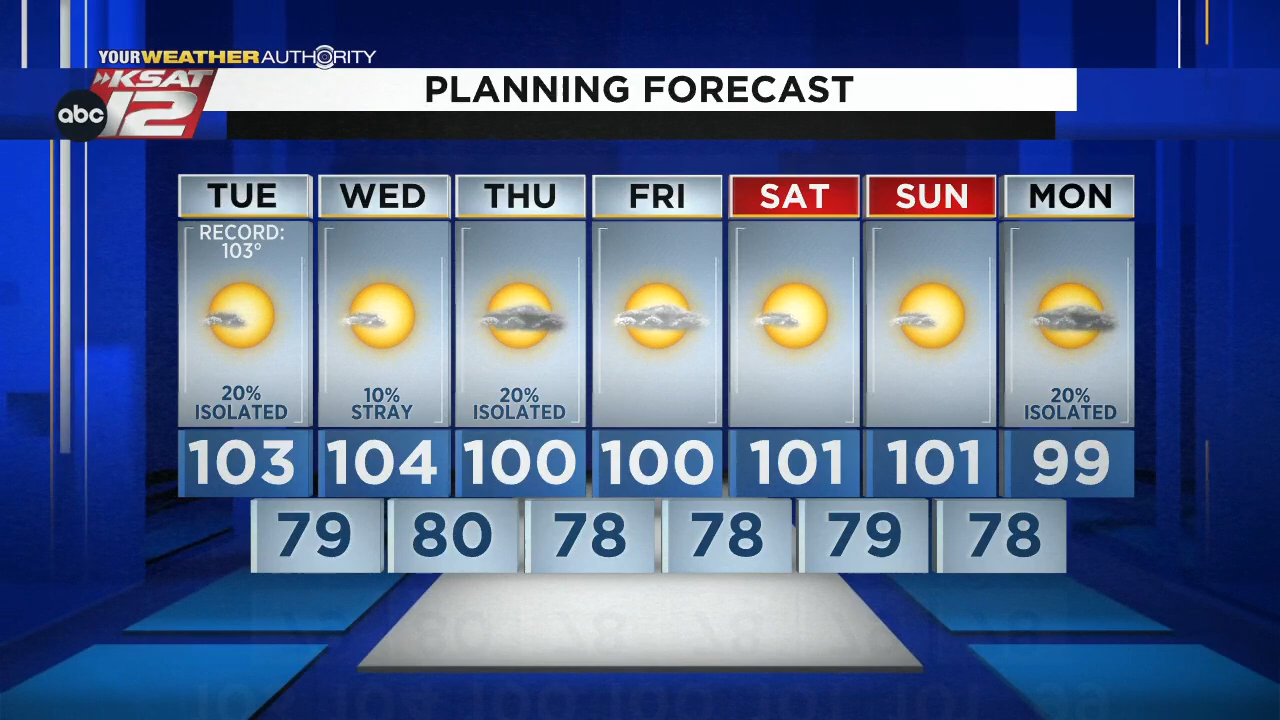 YOURWEATHERAUTHORITY
KSAT
abc 12
PLANNING FORECAST
TUE WED THU FRI SAT SUN MON
RECORD:
103°
20% 10% 20% 20%
ISOLATED STRAY ISOLATED ISOLATED
103 104 100 100 101 101 99
79 80 78 78 79 78